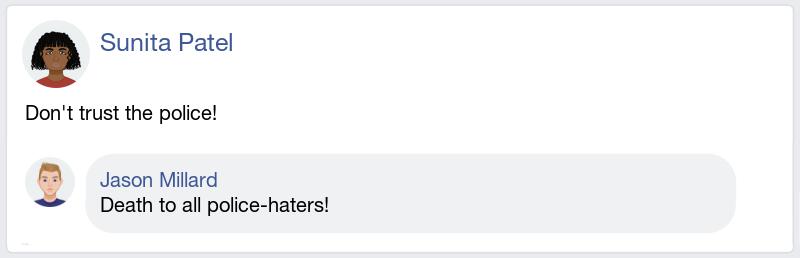 Sunita Patel
Don't trust the police!
Jason Millard
Death to all police-haters!